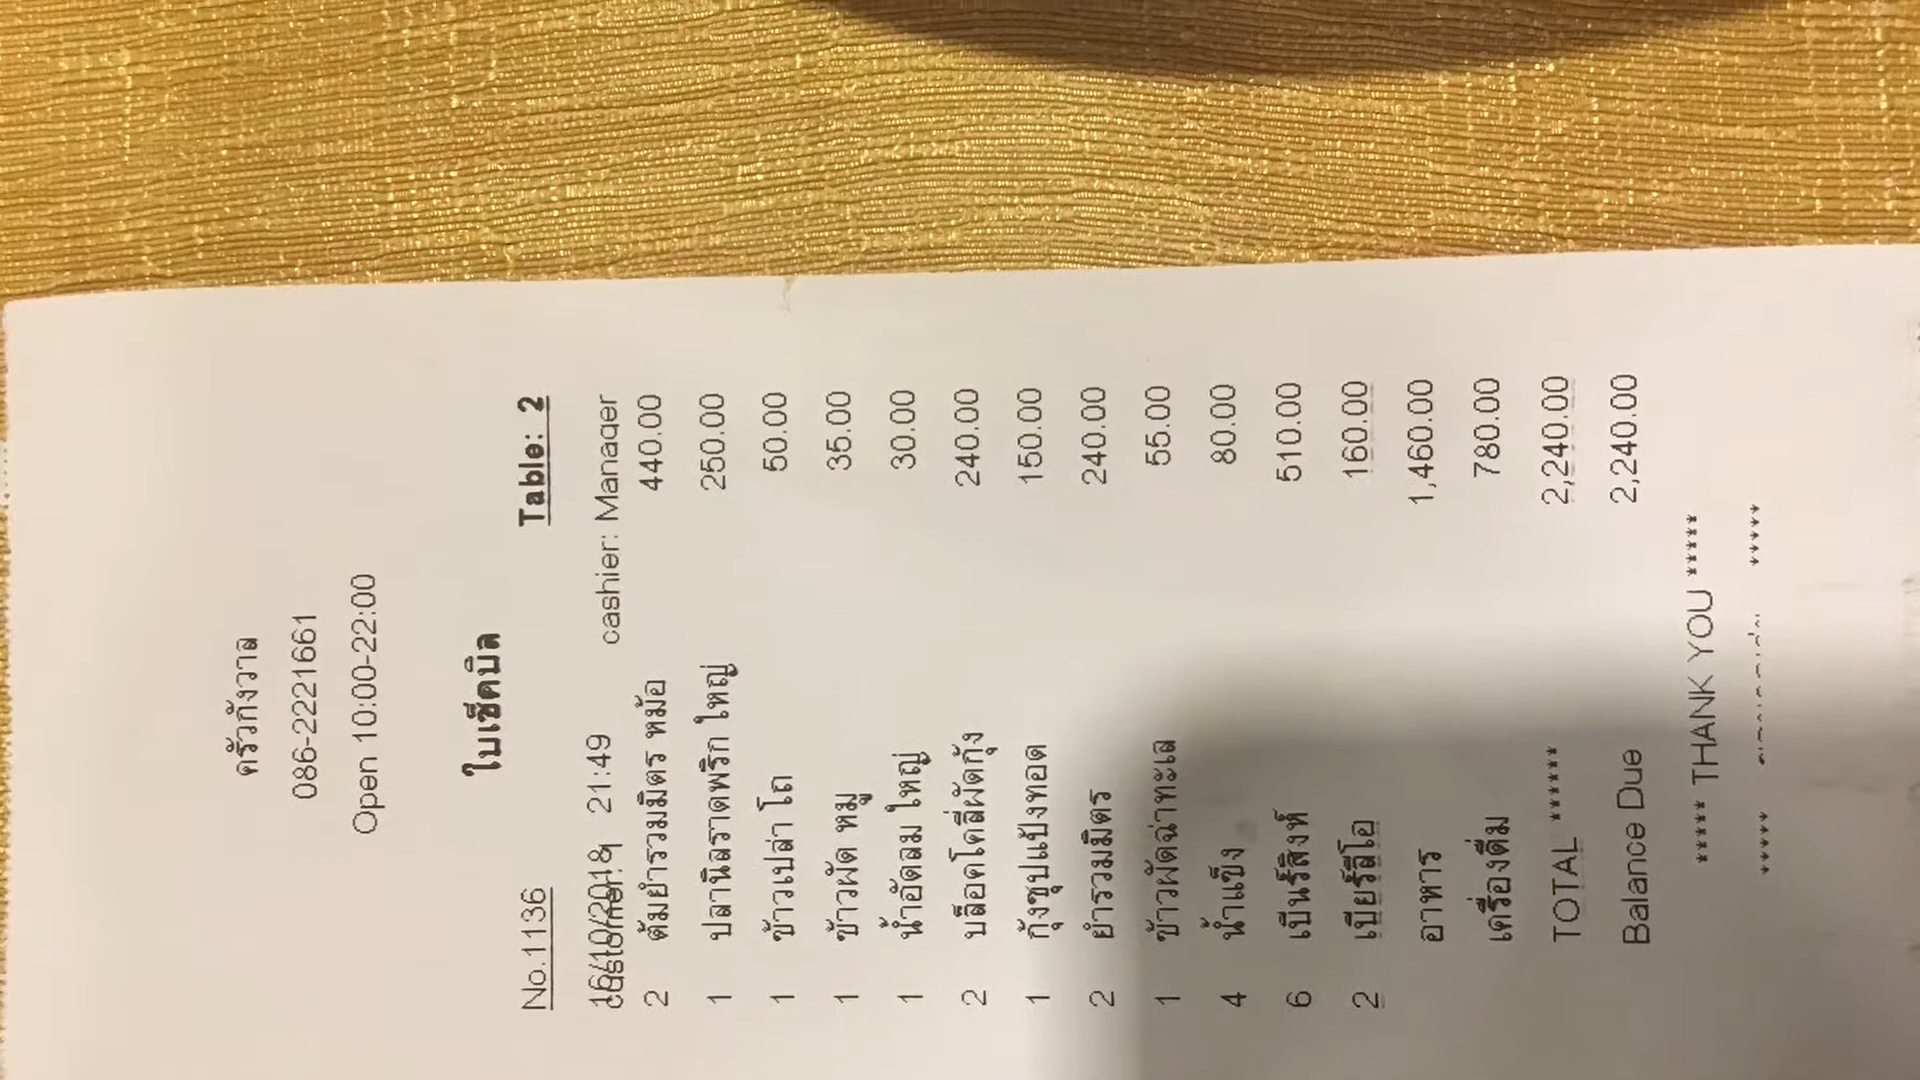 ครัวกังวาล
086-2221661
Open 10:00-22:00
ใบเช็คบิล
No.1136 Table: 2
16/10/2018 21:49
customer: cashier: Manager
2 ต้มยำรวมมิตร หม้อ 440.00
1 ปลานิลราดพริก ใหญ่ 250.00
1 ข้าวเปล่า โถ 50.00
1 ข้าวผัด หมู 35.00
1 น้ำอัดลม ใหญ่ 30.00
2 บล็อคโคลี่ผัดกุ้ง 240.00
1 กุ้งชุปแป้งทอด 150.00
2 ยำรวมมิตร 240.00
1 ข้าวผัดฉ่าทะเล 55.00
4 น้ำแข็ง 80.00
6 เบียร์สิงห์ 510.00
2 เบียร์ลีโอ 160.00
อาหาร 1,460.00
เครื่องดื่ม 780.00
TOTAL ****** 2,240.00
Balance Due 2,240.00
***** THANK YOU *****
***** *****